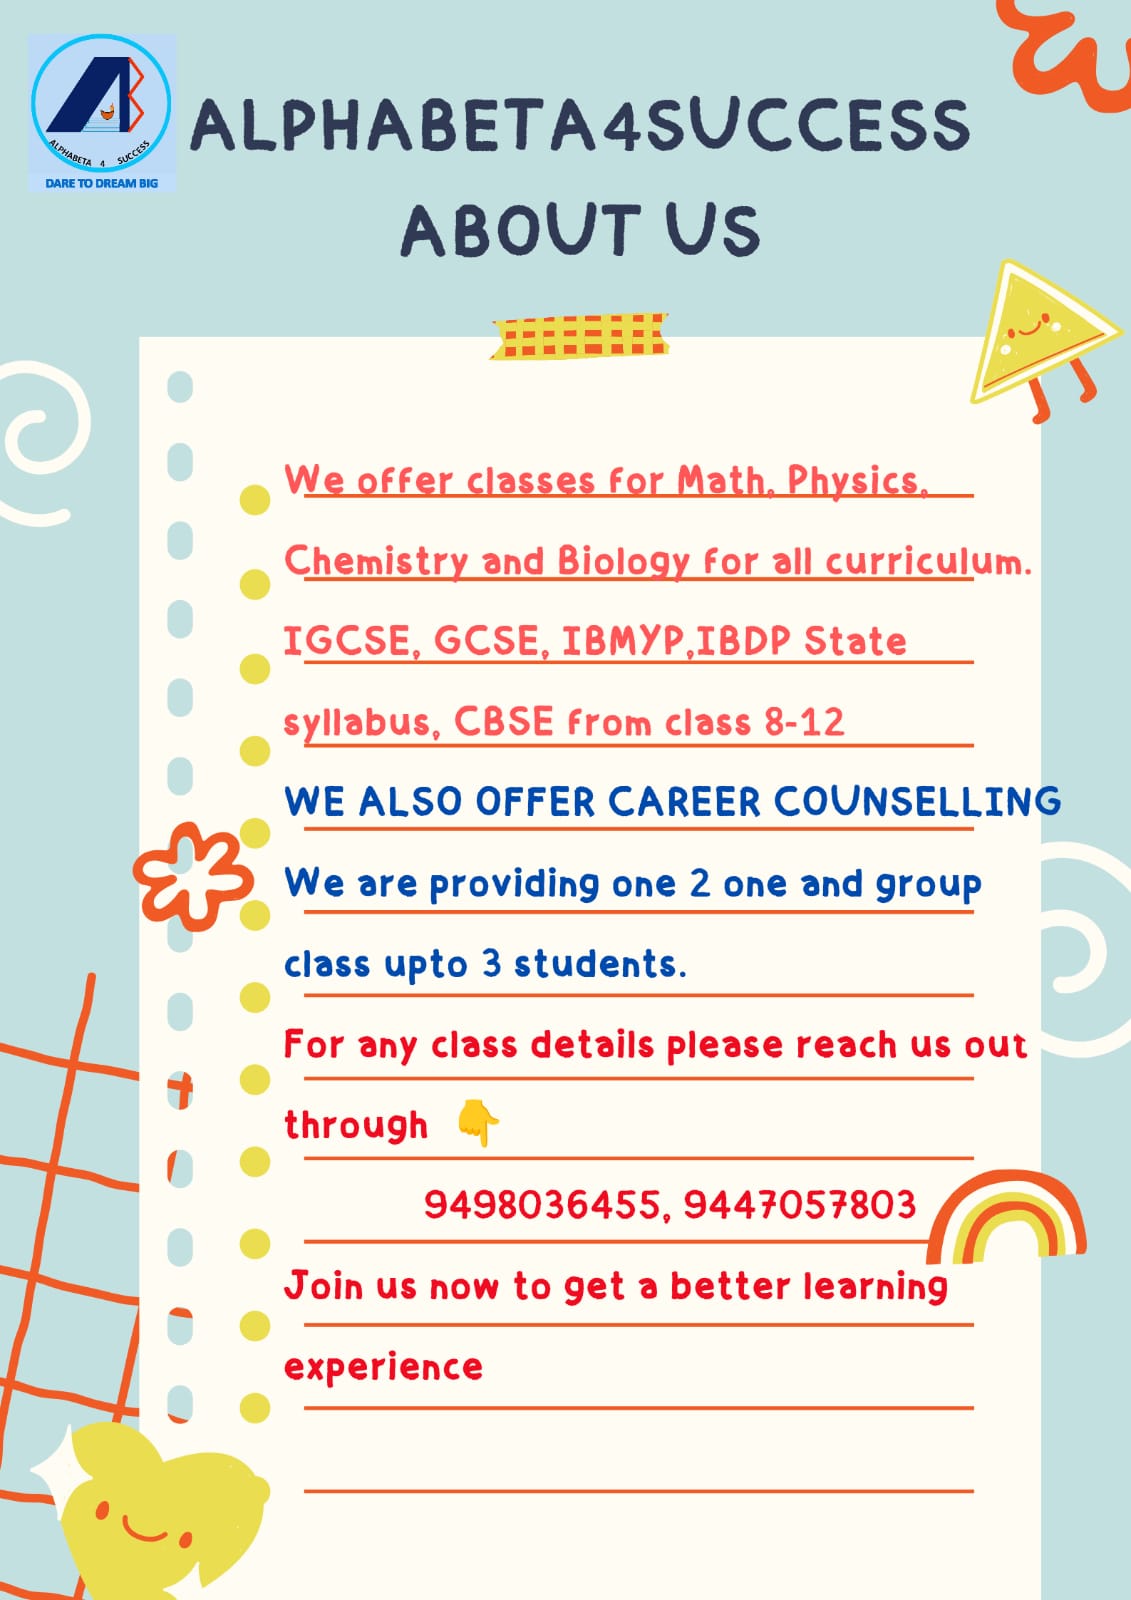 ALPHABETA 4 SUCCESS
DARE TO DREAM BIG
ALPHABETA4SUCCESS
ABOUT US
We offer classes for Math, Physics,
Chemistry and Biology for all curriculum.
IGCSE, GCSE, IBMYP,IBDP State
syllabus, CBSE from class 8-12
WE ALSO OFFER CAREER COUNSELLING
We are providing one 2 one and group
class upto 3 students.
For any class details please reach us out
through 👇
9498036455, 9447057803
Join us now to get a better learning
experience